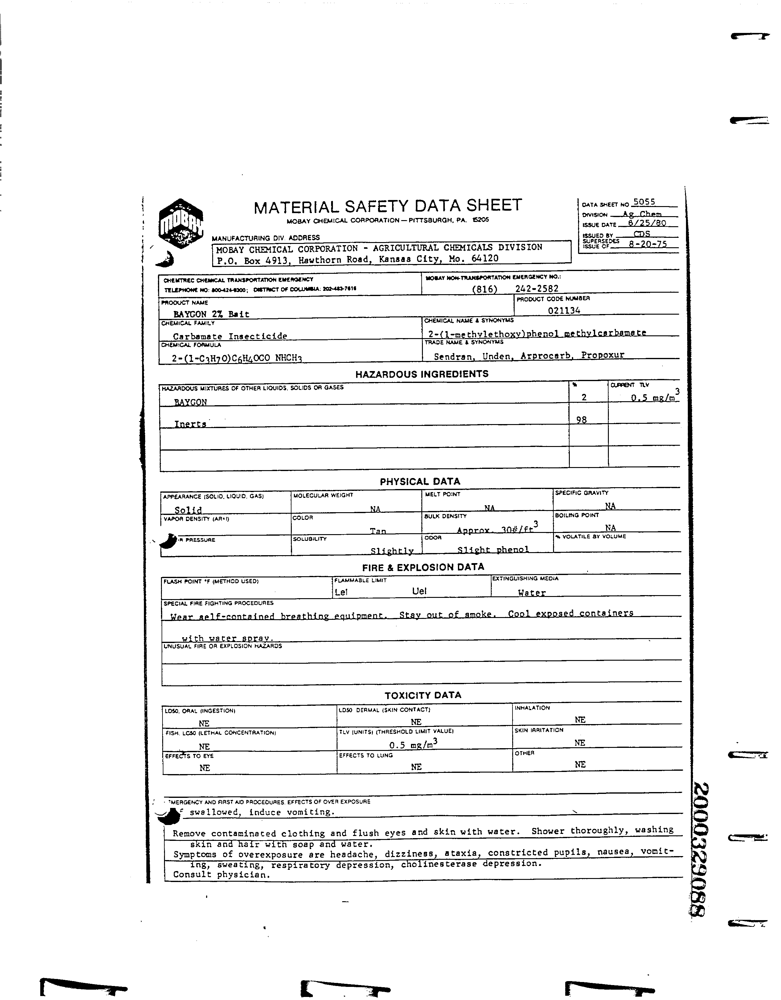 MATERIAL SAFETY DATA SHEET
MOBAY CHEMICAL CORPORATION — PITTSBURGH, PA. 15205
MOBAY
DATA SHEET NO 5055
DIVISION Ag Chem
ISSUE DATE 6/25/80
ISSUED BY CDS
SUPERSEDES
ISSUE OF 8-20-75
MANUFACTURING DIV. ADDRESS
MOBAY CHEMICAL CORPORATION - AGRICULTURAL CHEMICALS DIVISION
P.O. Box 4913, Hawthorn Road, Kansas City, Mo. 64120
CHEMTREC CHEMICAL TRANSPORTATION EMERGENCY
TELEPHONE NO: 800-424-9300; DISTRICT OF COLUMBIA: 202-483-7616
MOBAY NON-TRANSPORTATION EMERGENCY NO.:
(816) 242-2582
PRODUCT NAME
BAYGON 2% Bait
PRODUCT CODE NUMBER
021134
CHEMICAL FAMILY
Carbamate Insecticide
CHEMICAL NAME & SYNONYMS
2-(1-methylethoxy)phenol methylcarbamate
CHEMICAL FORMULA
2-(1-C3H7O)C6H4OCO NHCH3
TRADE NAME & SYNONYMS
Sendran, Unden, Arprocarb, Propoxur
HAZARDOUS INGREDIENTS
HAZARDOUS MIXTURES OF OTHER LIQUIDS, SOLIDS OR GASES % CURRENT TLV
BAYGON 2 0.5 mg/m3
Inerts 98
PHYSICAL DATA
APPEARANCE (SOLID, LIQUID, GAS) MOLECULAR WEIGHT MELT POINT SPECIFIC GRAVITY
Solid NA NA NA
VAPOR DENSITY (AIR=1) COLOR BULK DENSITY BOILING POINT
Tan Approx. 30#/ft3 NA
PRESSURE SOLUBILITY ODOR % VOLATILE BY VOLUME
Slightly Slight phenol
FIRE & EXPLOSION DATA
FLASH POINT °F (METHOD USED) FLAMMABLE LIMIT EXTINGUISHING MEDIA
Lel Uel Water
SPECIAL FIRE FIGHTING PROCEDURES
Wear self-contained breathing equipment. Stay out of smoke. Cool exposed containers
with water spray.
UNUSUAL FIRE OR EXPLOSION HAZARDS
TOXICITY DATA
LD50, ORAL (INGESTION) LD50 DERMAL (SKIN CONTACT) INHALATION
NE NE NE
FISH, LC50 (LETHAL CONCENTRATION) TLV (UNITS) (THRESHOLD LIMIT VALUE) SKIN IRRITATION
NE 0.5 mg/m3 NE
EFFECTS TO EYE EFFECTS TO LUNG OTHER
NE NE NE
EMERGENCY AND FIRST AID PROCEDURES EFFECTS OF OVER EXPOSURE
swallowed, induce vomiting.
Remove contaminated clothing and flush eyes and skin with water. Shower thoroughly, washing
skin and hair with soap and water.
Symptoms of overexposure are headache, dizziness, ataxia, constricted pupils, nausea, vomit-
ing, sweating, respiratory depression, cholinesterase depression.
Consult physician.
20003290​88